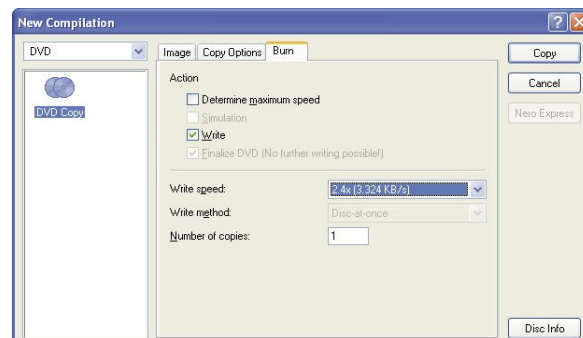 New Compilation
DVD
DVD Copy
Image Copy Options Burn
Action
Determine maximum speed
Simulation
Write
Finalize DVD (No further writing possible!)
Write speed: 2.4x (3.324 KB/s)
Write method: Disc-at-once
Number of copies: 1
Copy
Cancel
Nero Express
Disc Info